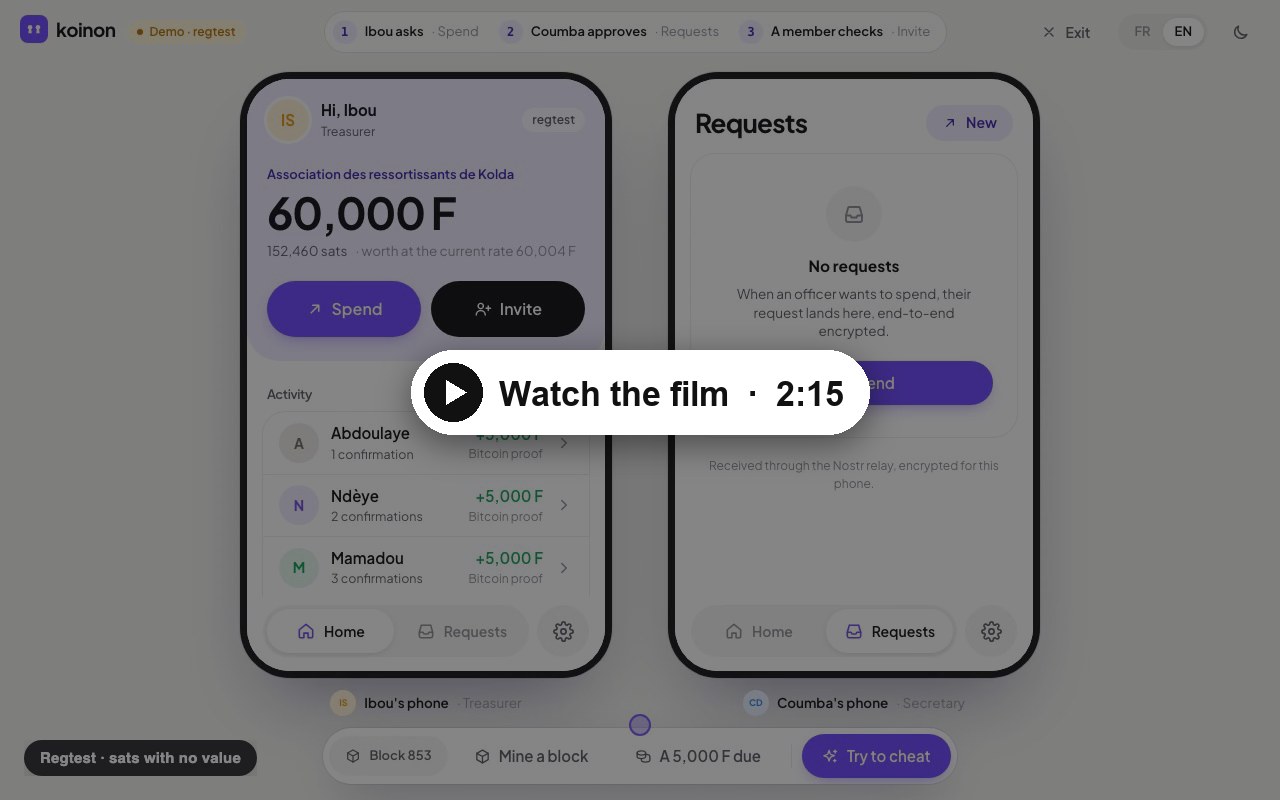 koinon
Demo · regtest
1 Ibou asks · Spend 2 Coumba approves · Requests 3 A member checks · Invite
Exit
FR EN
IS
Hi, Ibou
Treasurer
regtest
Association des ressortissants de Kolda
60,000 F
152,460 sats · worth at the current rate 60,004 F
Spend
Invite
Activity
A
Abdoulaye
+5,000 F
1 confirmation
Bitcoin proof
N
Ndèye
+5,000 F
2 confirmations
Bitcoin proof
M
Mamadou
+5,000 F
3 confirmations
Bitcoin proof
Home
Requests
Requests
New
No requests
When an officer wants to spend, their
request lands here, end-to-end
encrypted.
Received through the Nostr relay, encrypted for this
phone.
Home
Requests
Watch the film · 2:15
IS Ibou's phone · Treasurer
CD Coumba's phone · Secretary
Regtest · sats with no value
Block 853
Mine a block
A 5,000 F due
Try to cheat